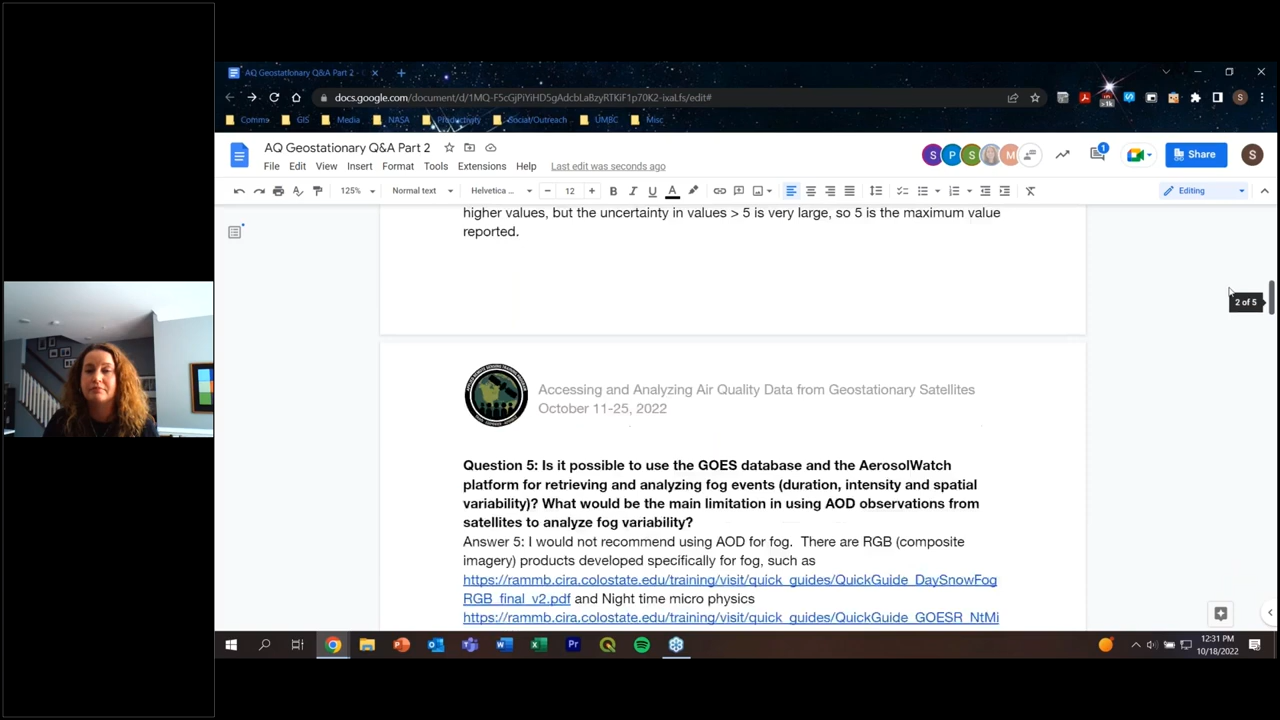 AQ Geostationary Q&A Part 2 -
docs.google.com/document/d/1MQ-F5cGjPiYiHD5gAdcbLaBzyRTKiF1p70K2-ixaLfs/edit#
Comms GIS Media NASA Productivity Social/Outreach UMBC Misc
AQ Geostationary Q&A Part 2
File Edit View Insert Format Tools Extensions Help Last edit was seconds ago
S P S M 1 Share S
125% Normal text Helvetica ... 12 B I U A Editing
higher values, but the uncertainty in values > 5 is very large, so 5 is the maximum value
reported.
2 of 5
Accessing and Analyzing Air Quality Data from Geostationary Satellites
October 11-25, 2022
Question 5: Is it possible to use the GOES database and the AerosolWatch
platform for retrieving and analyzing fog events (duration, intensity and spatial
variability)? What would be the main limitation in using AOD observations from
satellites to analyze fog variability?
Answer 5: I would not recommend using AOD for fog. There are RGB (composite
imagery) products developed specifically for fog, such as
https://rammb.cira.colostate.edu/training/visit/quick_guides/QuickGuide_DaySnowFog
RGB_final_v2.pdf and Night time micro physics
https://rammb.cira.colostate.edu/training/visit/quick_guides/QuickGuide_GOESR_NtMi
12:31 PM
10/18/2022